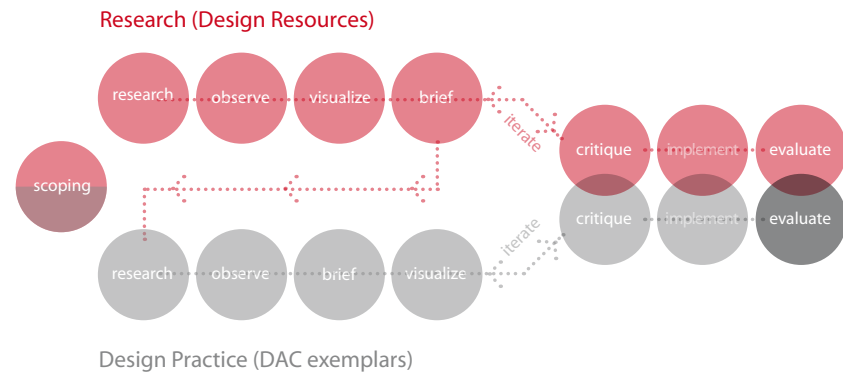 Research (Design Resources)
research observe visualize brief
iterate
critique implement evaluate
scoping
critique implement evaluate
iterate
research observe brief visualize
Design Practice (DAC exemplars)